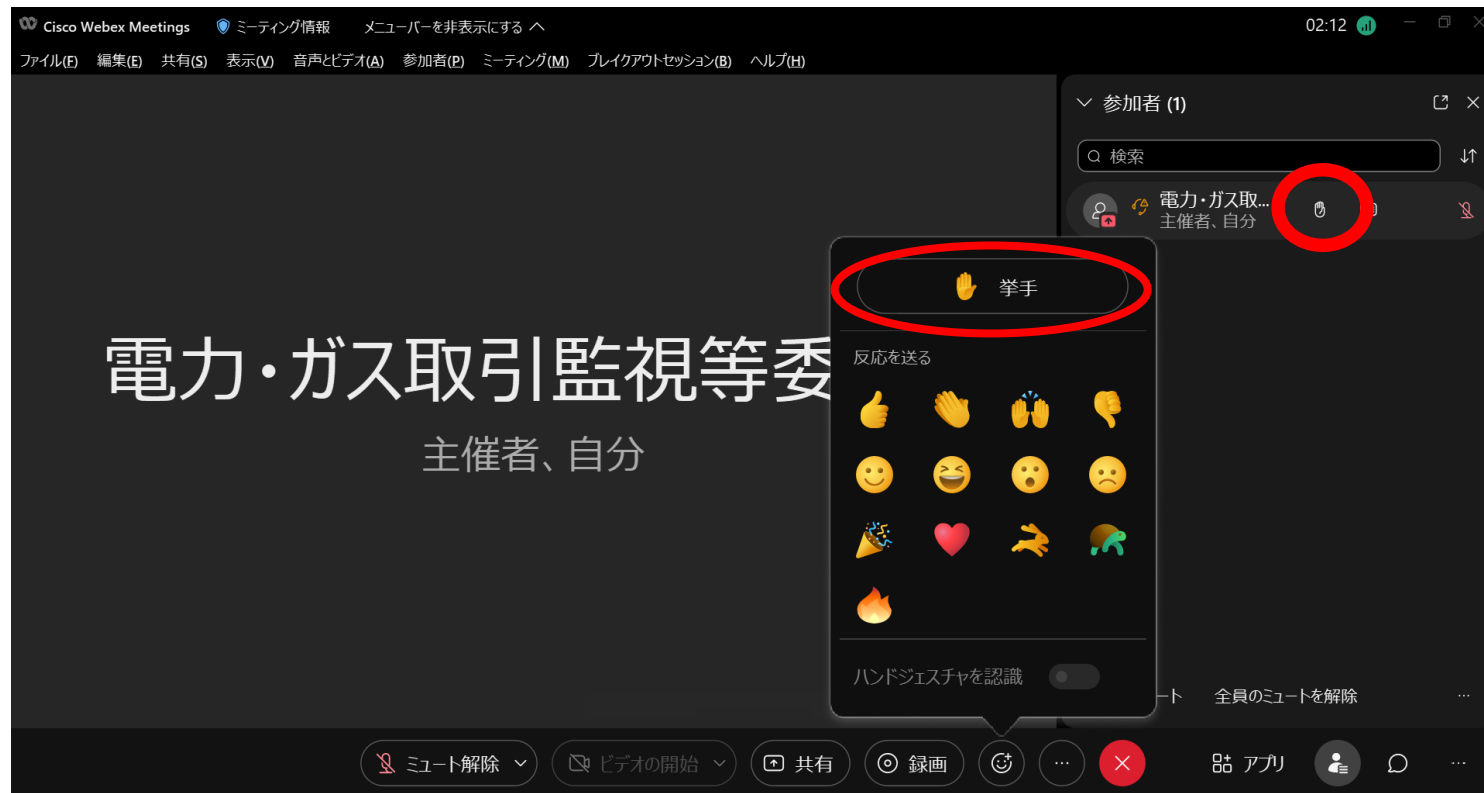 Cisco Webex Meetings ミーティング情報 メニューバーを非表示にする 02:12
ファイル(F) 編集(E) 共有(S) 表示(V) 音声とビデオ(A) 参加者(P) ミーティング(M) ブレイクアウトセッション(B) ヘルプ(H)
参加者 (1)
検索
電力・ガス取...
主催者、自分
挙手
反応を送る
電力・ガス取引監視等委
主催者、自分
ハンドジェスチャを認識
ート 全員のミュートを解除
ミュート解除 ビデオの開始 共有 録画 アプリ